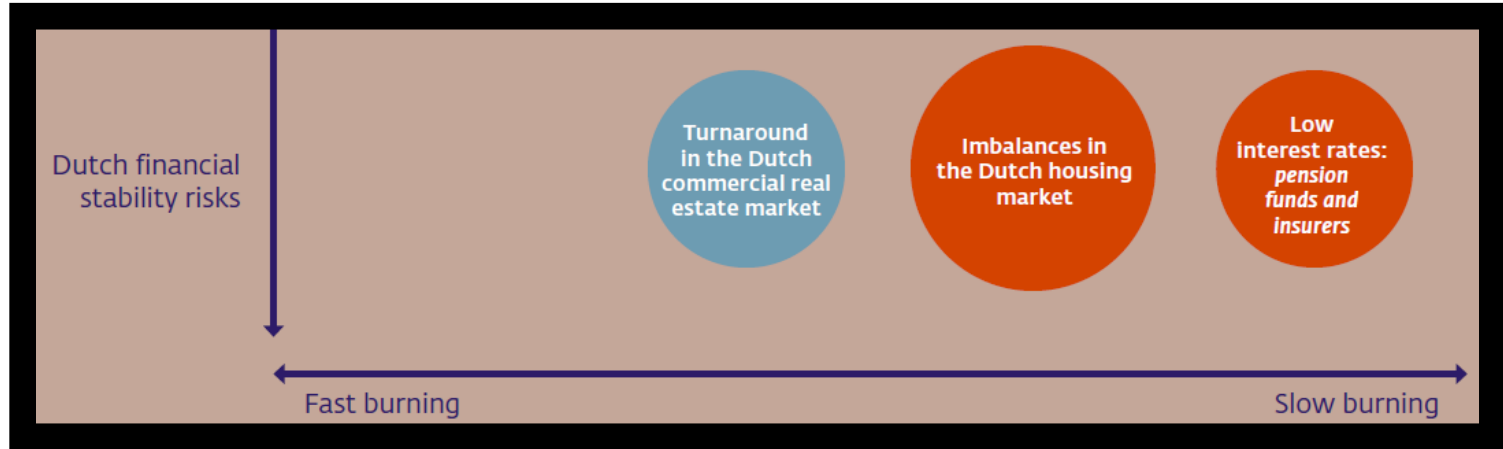 Dutch financial
stability risks
Turnaround
in the Dutch
commercial real
estate market
Imbalances in
the Dutch housing
market
Low
interest rates:
pension
funds and
insurers
Fast burning
Slow burning